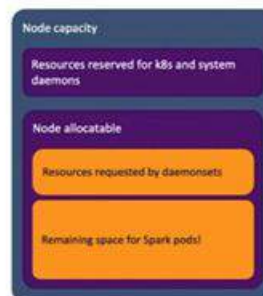 Node capacity
Resources reserved for k8s and system
daemons
Node allocatable
Resources requested by daemonsets
Remaining space for Spark pods!